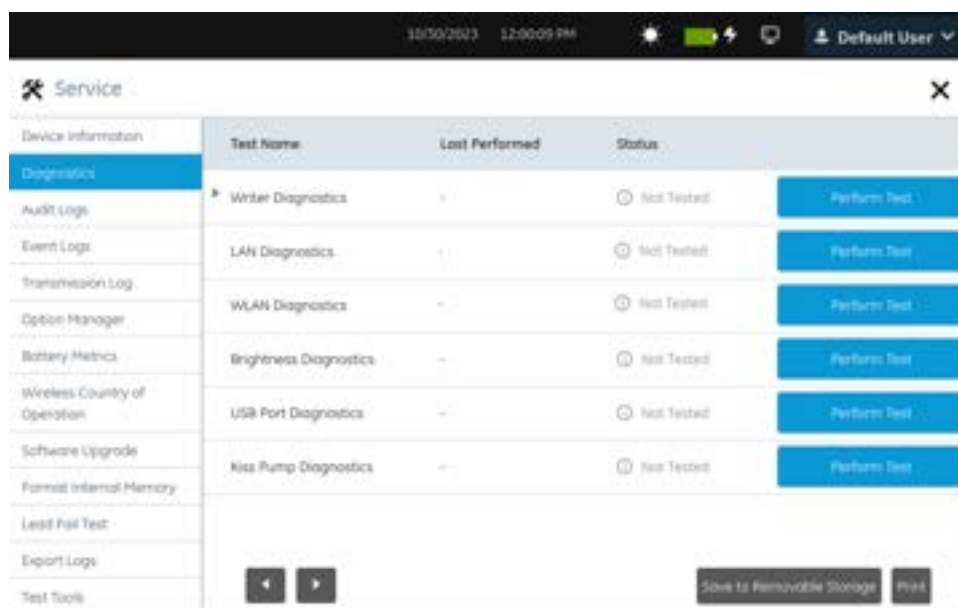 10/30/2023 12:00:09 PM Default User
Service
Device Information
Diagnostics
Audit Logs
Event Logs
Transmission Log
Option Manager
Battery Metrics
Wireless Country of
Operation
Software Upgrade
Format Internal Memory
Lead Fail Test
Export Logs
Test Tools
Test Name Last Performed Status
Writer Diagnostics - Not Tested Perform Test
LAN Diagnostics - Not Tested Perform Test
WLAN Diagnostics - Not Tested Perform Test
Brightness Diagnostics - Not Tested Perform Test
USB Port Diagnostics - Not Tested Perform Test
Kiss Pump Diagnostics - Not Tested Perform Test
Save to Removable Storage Print